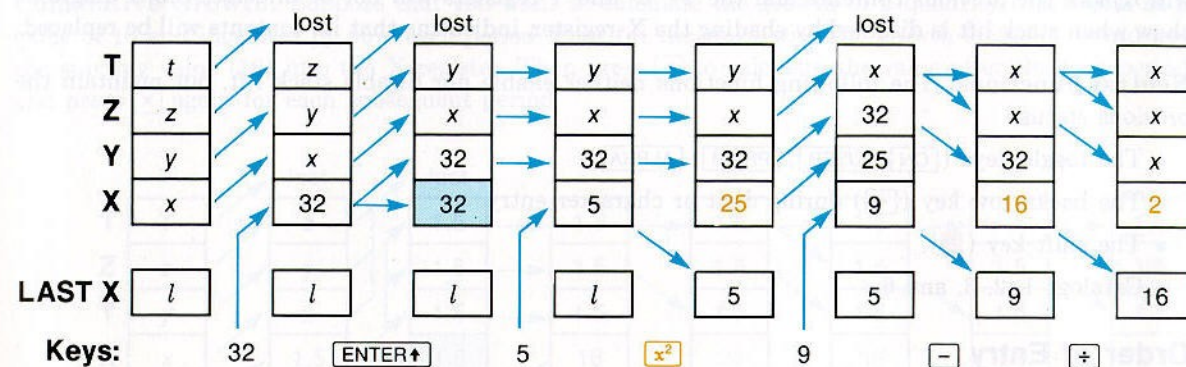 lost lost lost
T t z y y y x x x
Z z y x x x 32 x x
Y y x 32 32 32 25 32 x
X x 32 32 5 25 9 16 2
LAST X l l l l 5 5 9 16
Keys: 32 ENTER↑ 5 x² 9 − ÷